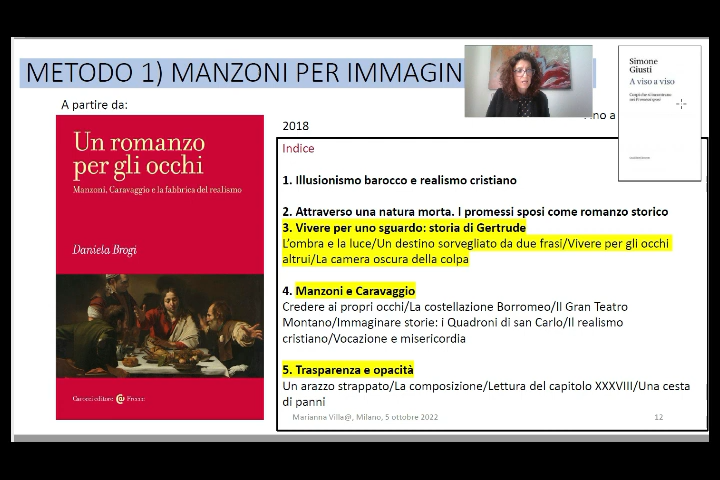 METODO 1) MANZONI PER IMMAGIN
A partire da:
Un romanzo
per gli occhi
Manzoni, Caravaggio e la fabbrica del realismo
Daniela Brogi
Carocci editore @ Frecce
Simone
Giusti
A viso a viso
no a
2018
Indice
1. Illusionismo barocco e realismo cristiano
2. Attraverso una natura morta. I promessi sposi come romanzo storico
3. Vivere per uno sguardo: storia di Gertrude
L'ombra e la luce/Un destino sorvegliato da due frasi/Vivere per gli occhi
altrui/La camera oscura della colpa
4. Manzoni e Caravaggio
Credere ai propri occhi/La costellazione Borromeo/Il Gran Teatro
Montano/Immaginare storie: i Quadroni di san Carlo/Il realismo
cristiano/Vocazione e misericordia
5. Trasparenza e opacità
Un arazzo strappato/La composizione/Lettura del capitolo XXXVIII/Una cesta
di panni
Marianna Villa@, Milano, 5 ottobre 2022
12